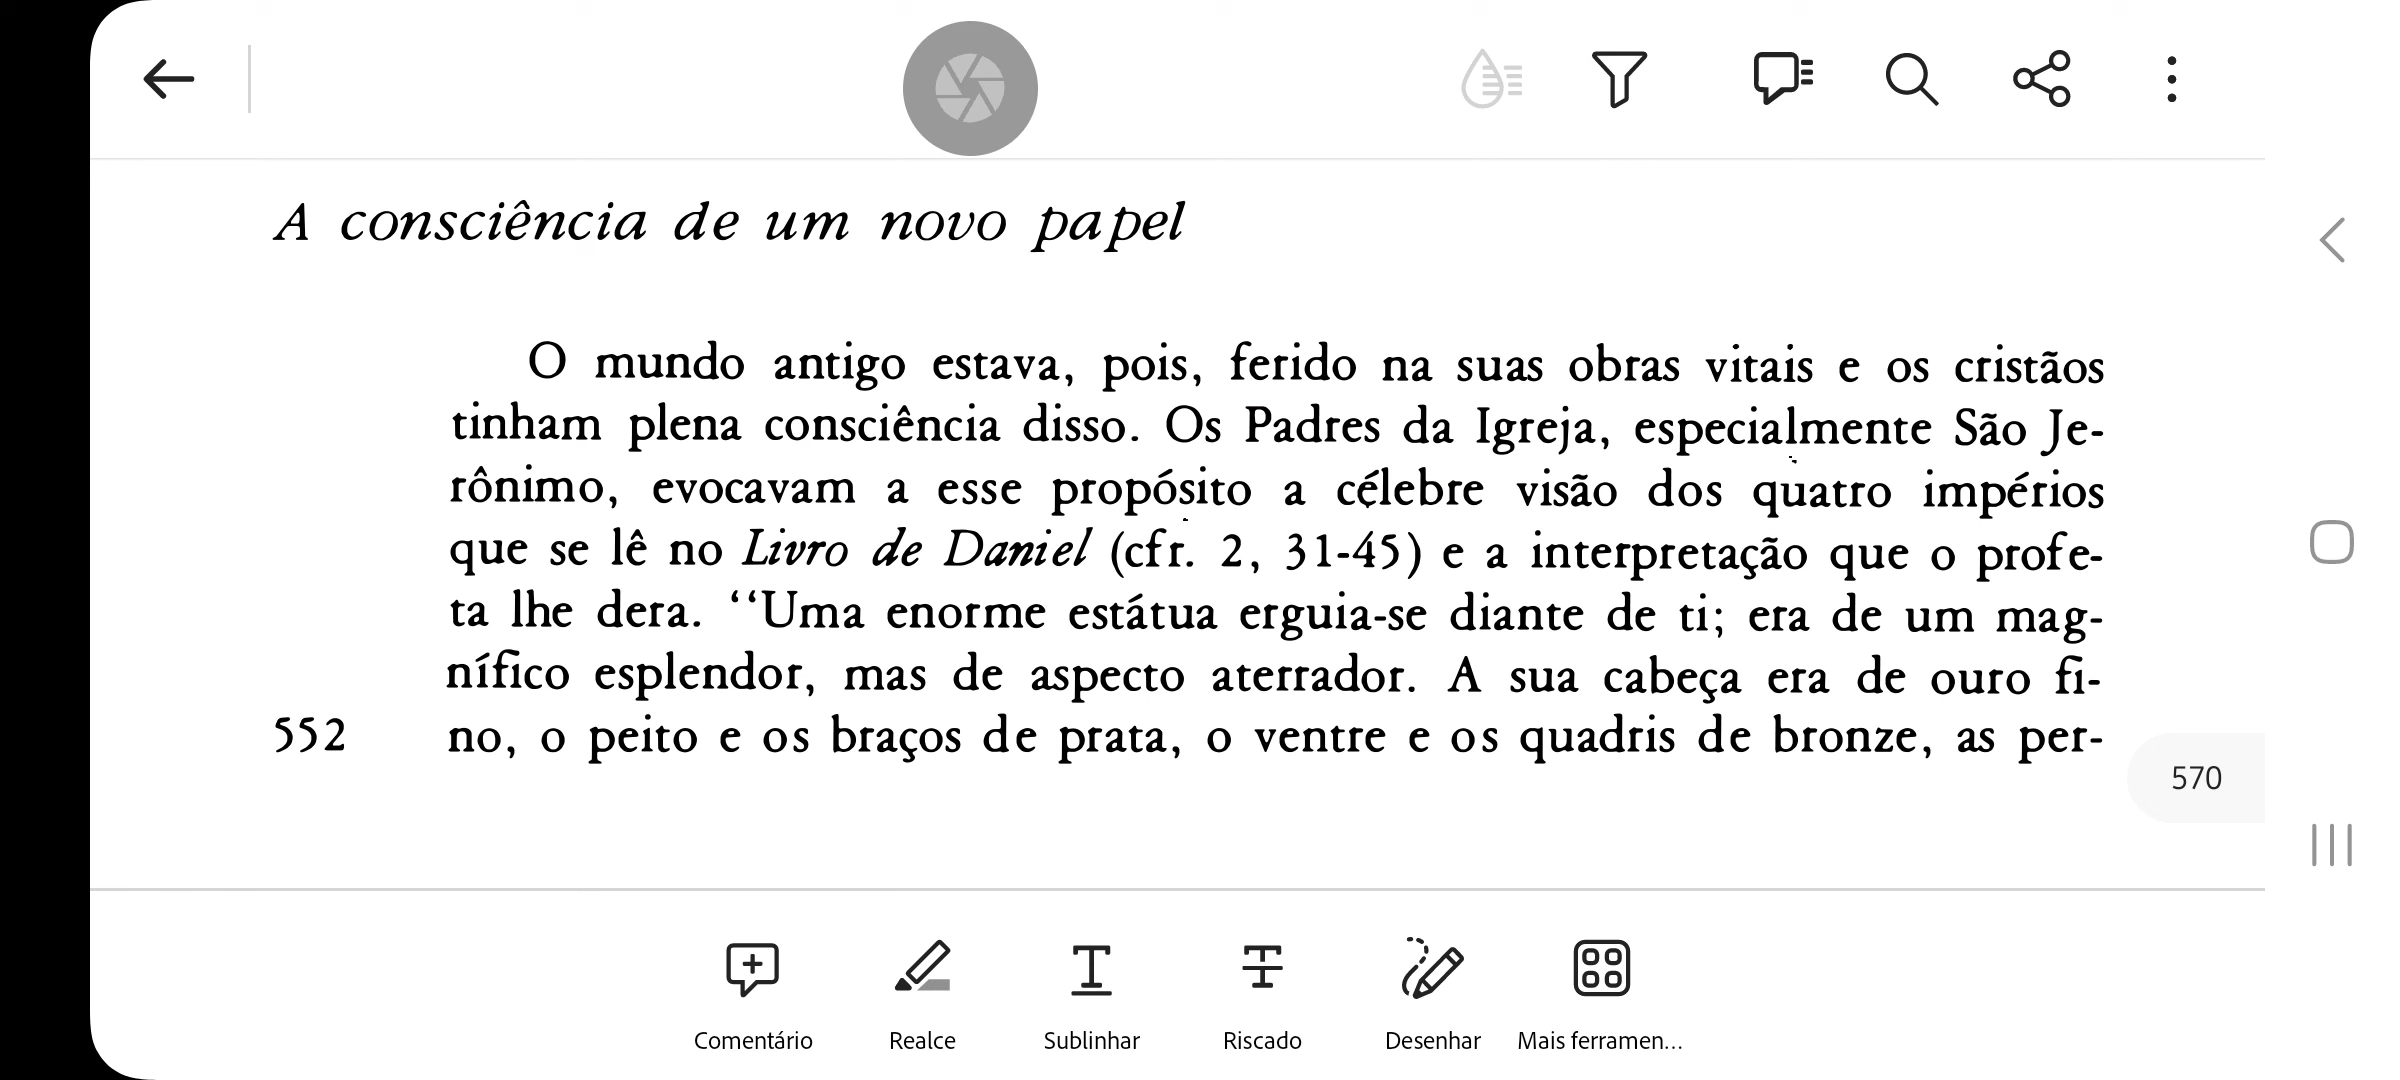 A consciência de um novo papel
O mundo antigo estava, pois, ferido na suas obras vitais e os cristãos
tinham plena consciência disso. Os Padres da Igreja, especialmente São Je-
rônimo, evocavam a esse propósito a célebre visão dos quatro impérios
que se lê no Livro de Daniel (cfr. 2, 31-45) e a interpretação que o profe-
ta lhe dera. ‘‘Uma enorme estátua erguia-se diante de ti; era de um mag-
nífico esplendor, mas de aspecto aterrador. A sua cabeça era de ouro fi-
552 no, o peito e os braços de prata, o ventre e os quadris de bronze, as per-
570
Comentário Realce Sublinhar Riscado Desenhar Mais ferramen...